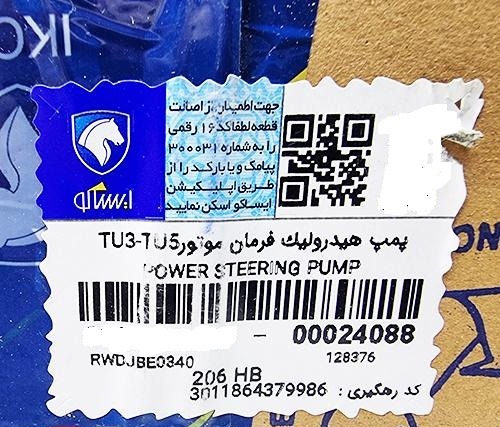 IKO
جهت اطمینان از اصالت
قطعه لطفا کد ۱۶ رقمی
را به شماره ۳۰۰۰۳۱
پیامک و یا بارکد را از
طریق اپلیکیشن
ایساکو اسکن نمایید
ایساکو
پمپ هیدرولیك فرمان موتور TU3-TU5
POWER STEERING PUMP
- 00024088
RWDJBE0340 128376
206 HB
کد رهگیری : 3011864379986